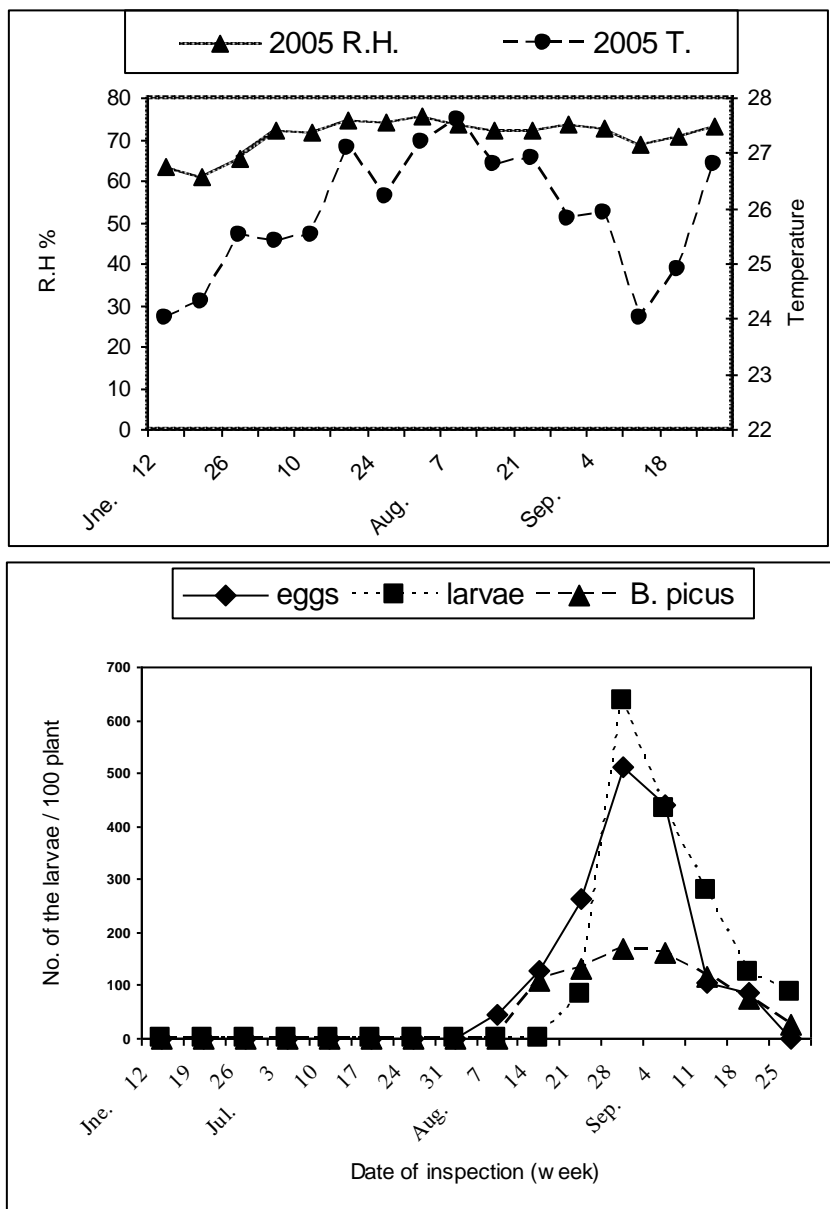 2005 R.H. 2005 T.
80
70
60
50
40
30
20
10
0
R.H %
28
27
26
25
24
23
22
Temperature
12 26 10 24 7 21 4 18
Jne. Aug. Sep.
eggs larvae B. picus
700
600
500
400
300
200
100
0
No. of the larvae / 100 plant
12 19 26 3 10 17 24 31 7 14 21 28 4 11 18 25
Jne. Jul. Aug. Sep.
Date of inspection (week)